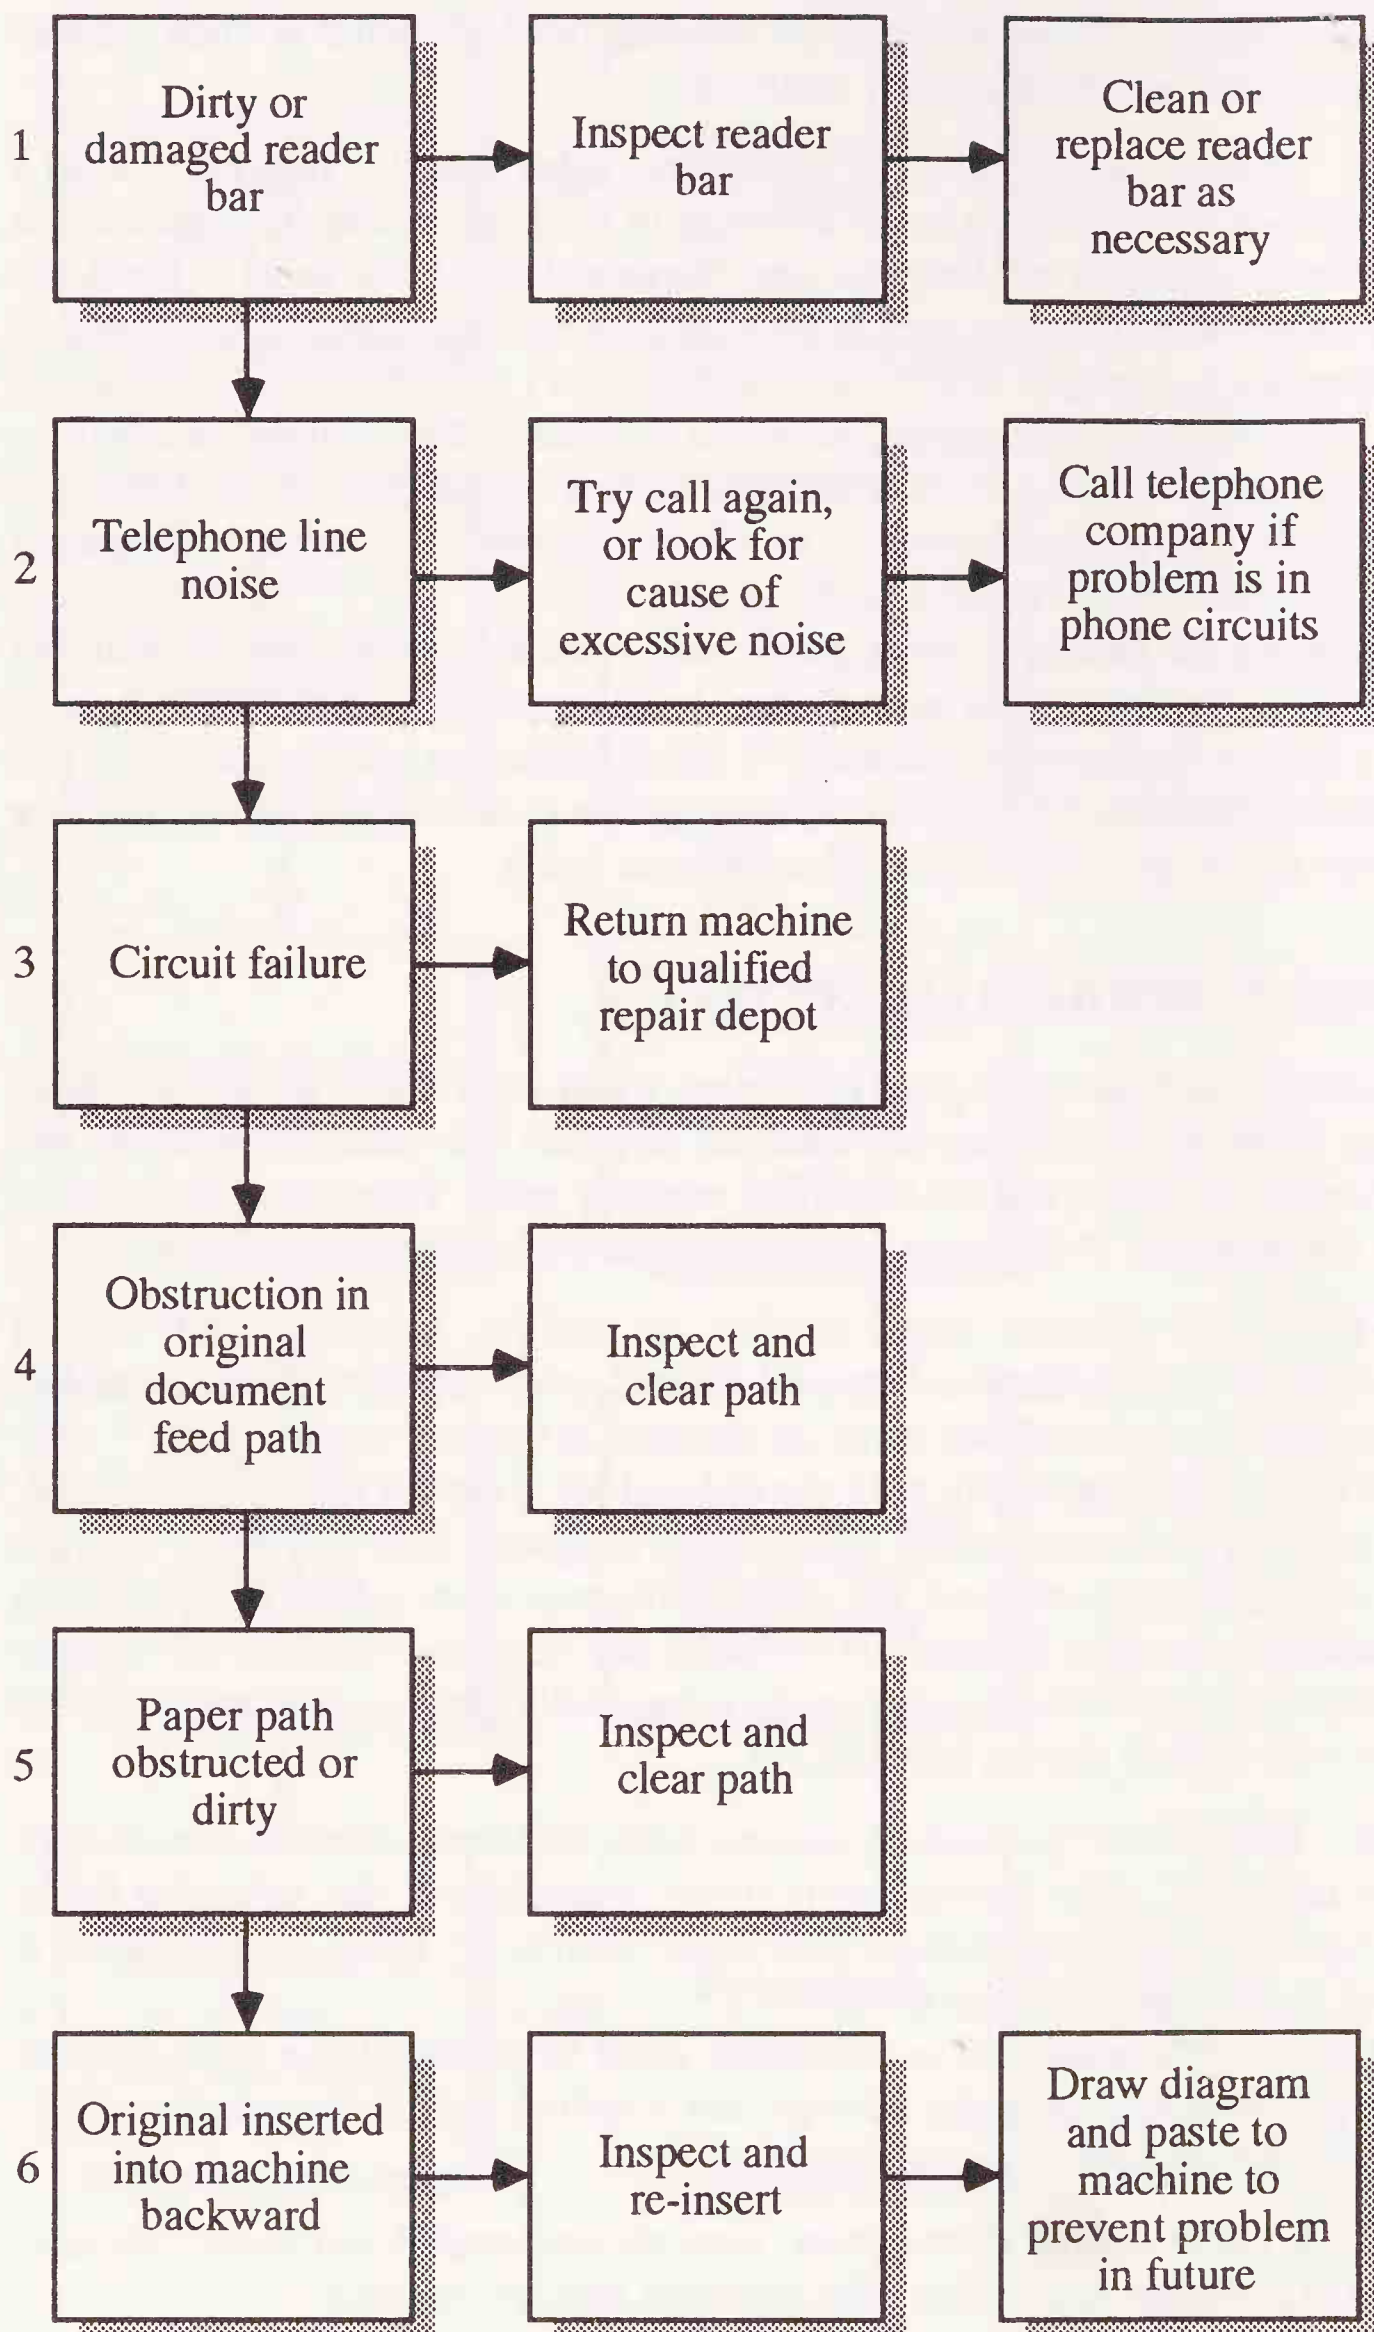 1
Dirty or
damaged reader
bar
Inspect reader
bar
Clean or
replace reader
bar as
necessary
2
Telephone line
noise
Try call again,
or look for
cause of
excessive noise
Call telephone
company if
problem is in
phone circuits
3
Circuit failure
Return machine
to qualified
repair depot
4
Obstruction in
original
document
feed path
Inspect and
clear path
5
Paper path
obstructed or
dirty
Inspect and
clear path
6
Original inserted
into machine
backward
Inspect and
re-insert
Draw diagram
and paste to
machine to
prevent problem
in future